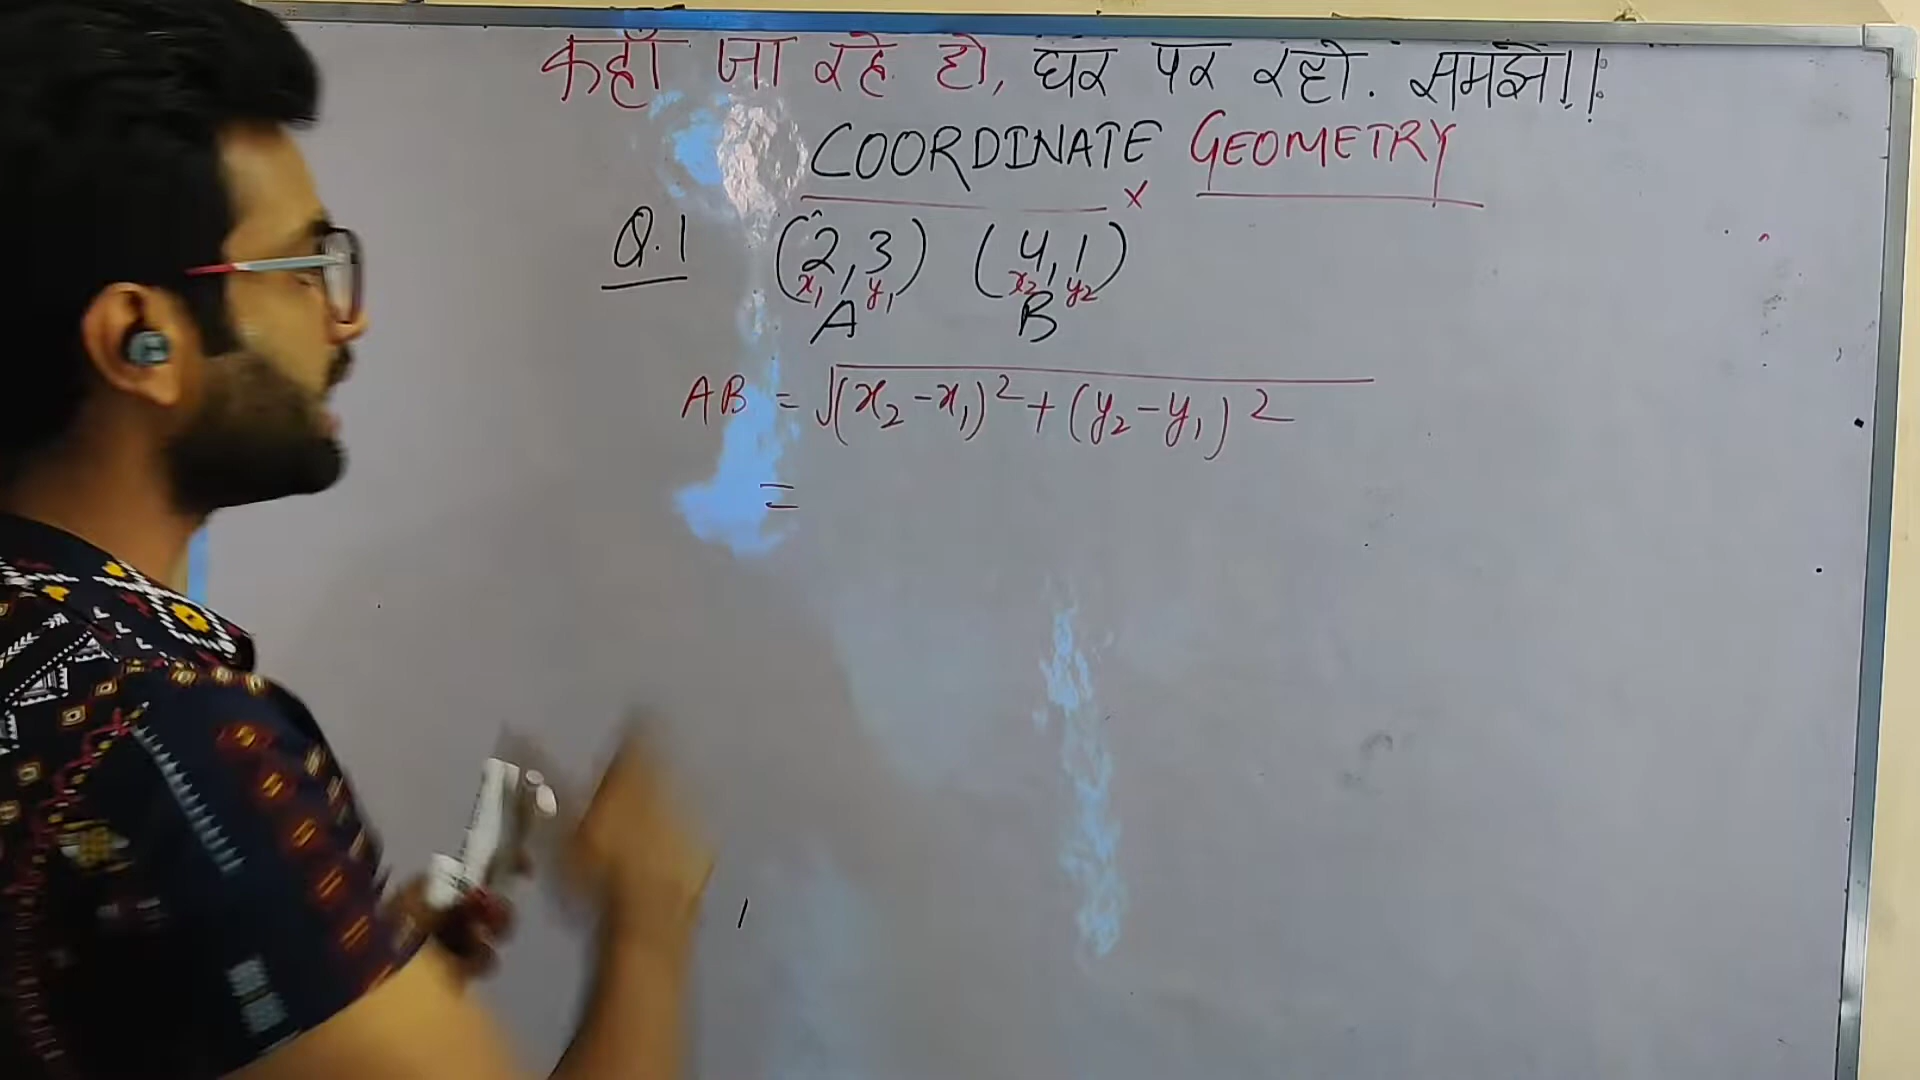 कहाँ जा रहे हो, घर पर रहो. समझे!!
COORDINATE GEOMETRY
x
Q.1 (2,3) (4,1)
x₁ y₁ x₂ y₂
A B
AB = √(x₂-x₁)²+(y₂-y₁)²
=